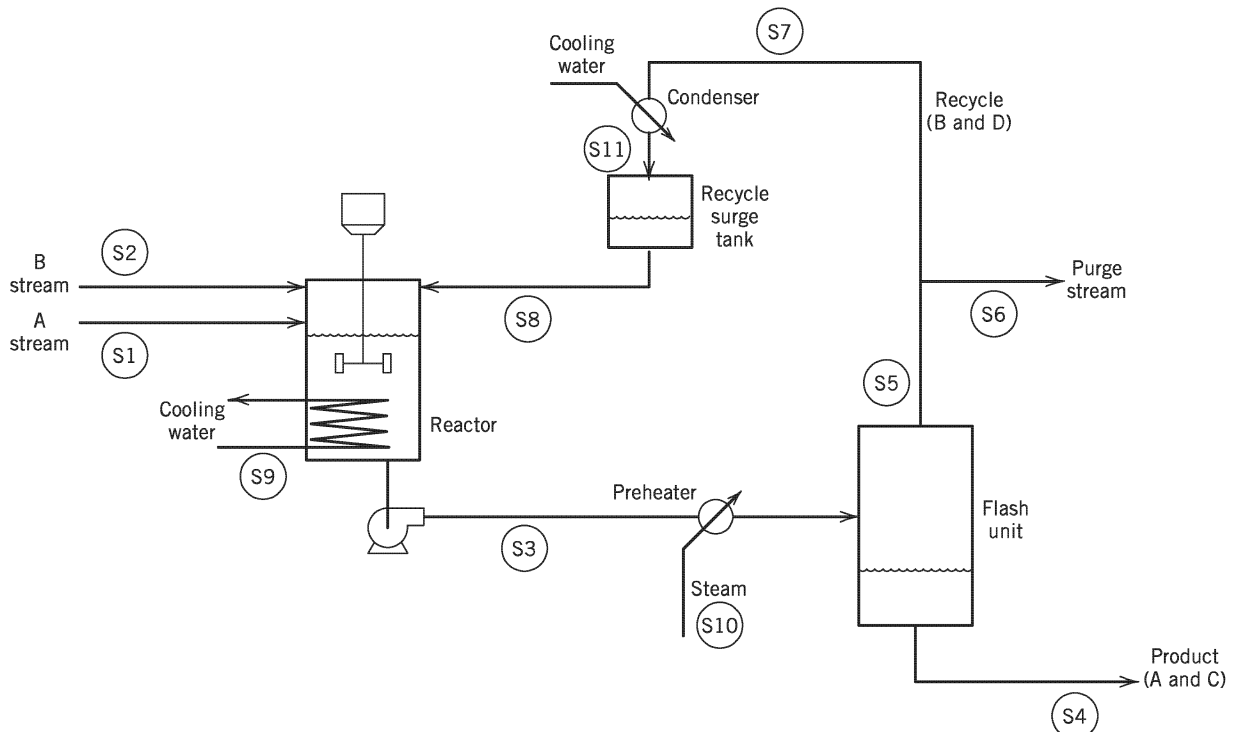 S7
Cooling
water
Condenser
Recycle
(B and D)
S11
Recycle
surge
tank
S2
B
stream
A
stream
S1
S8
Purge
stream
S6
S5
Cooling
water
Reactor
S9
Preheater
Flash
unit
S3
Steam
S10
Product
(A and C)
S4